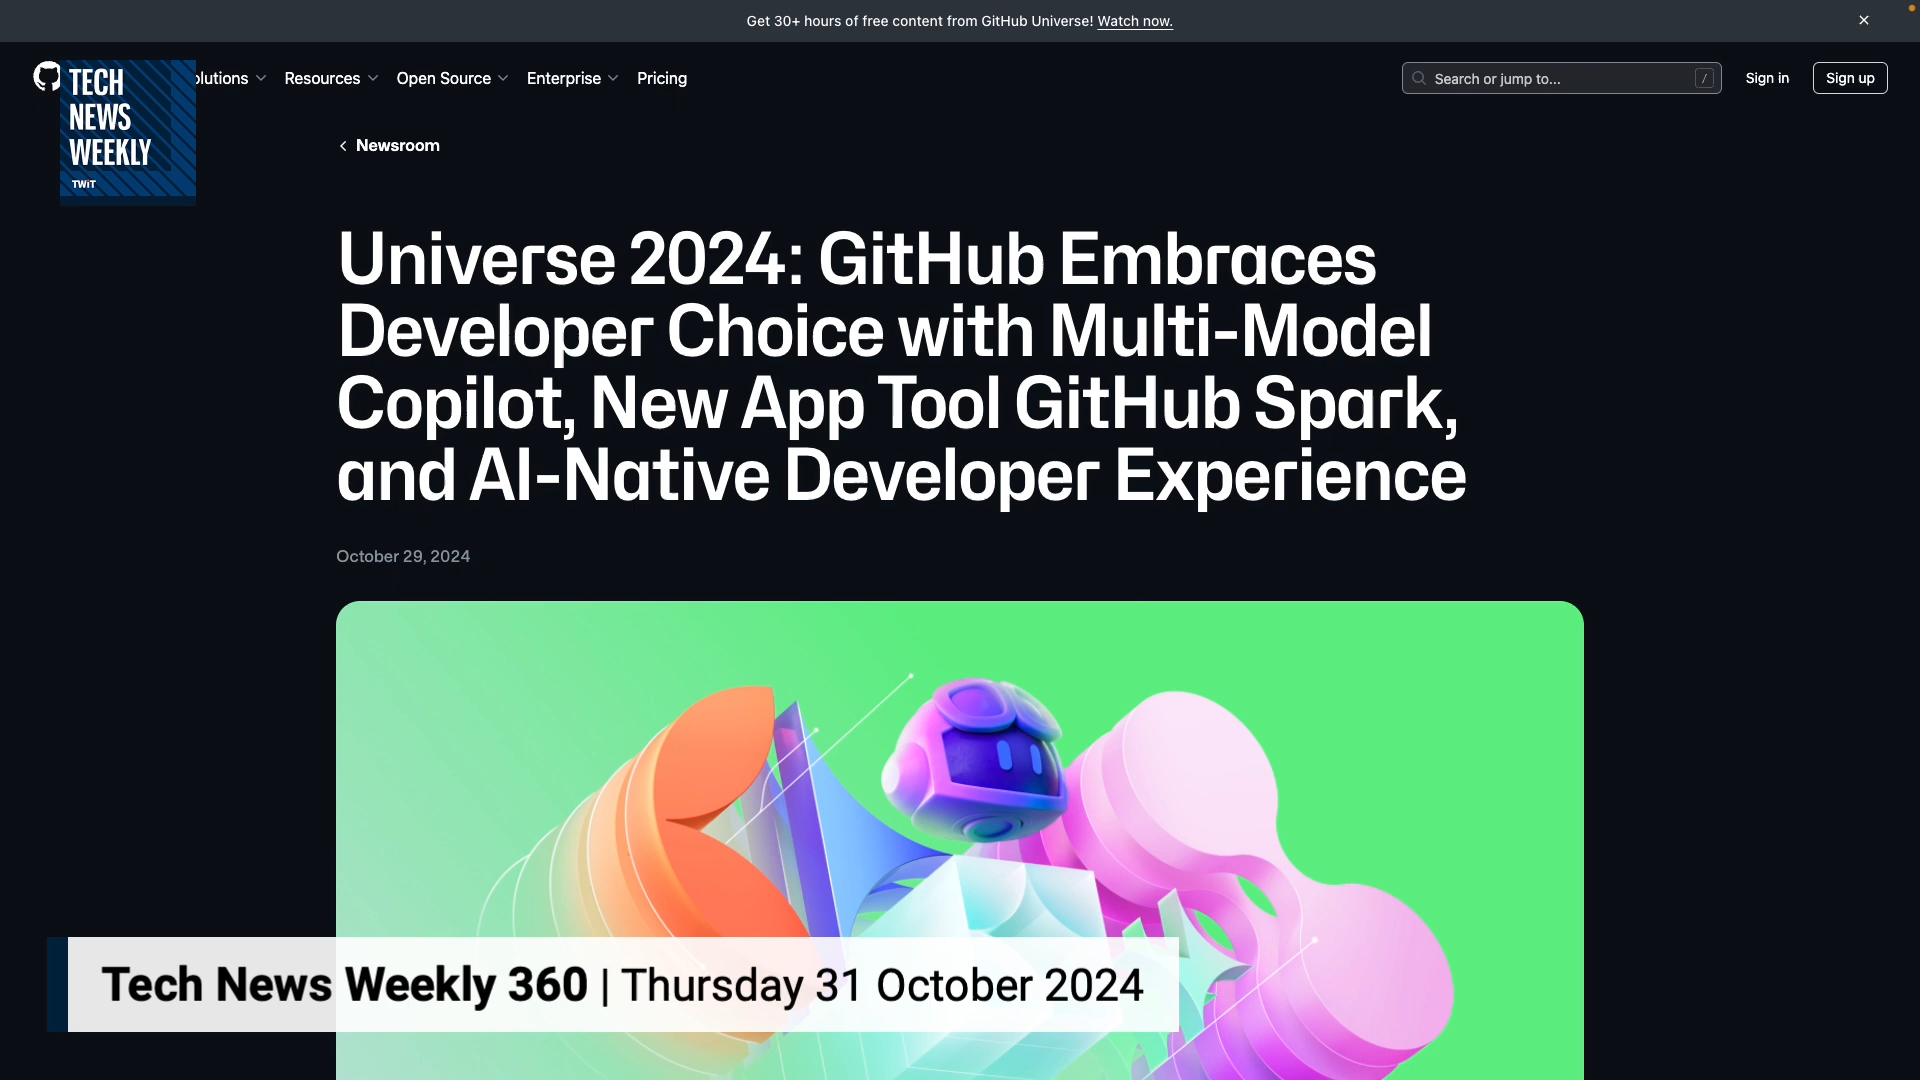 Get 30+ hours of free content from GitHub Universe! Watch now.
TECH
NEWS
WEEKLY
TWiT
olutions
Resources
Open Source
Enterprise
Pricing
Search or jump to...
/
Sign in
Sign up
Newsroom
Universe 2024: GitHub Embraces
Developer Choice with Multi-Model
Copilot, New App Tool GitHub Spark,
and AI-Native Developer Experience
October 29, 2024
Tech News Weekly 360 | Thursday 31 October 2024